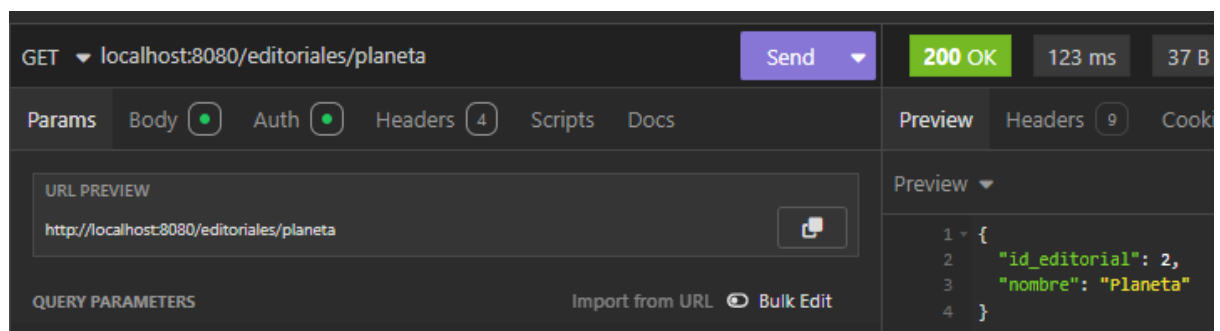 GET localhost:8080/editoriales/planeta Send 200 OK 123 ms 37 B
Params Body Auth Headers 4 Scripts Docs Preview Headers 9
URL PREVIEW
http://localhost:8080/editoriales/planeta
Preview
QUERY PARAMETERS Import from URL Bulk Edit
1 {
2 "id_editorial": 2,
3 "nombre": "Planeta"
4 }